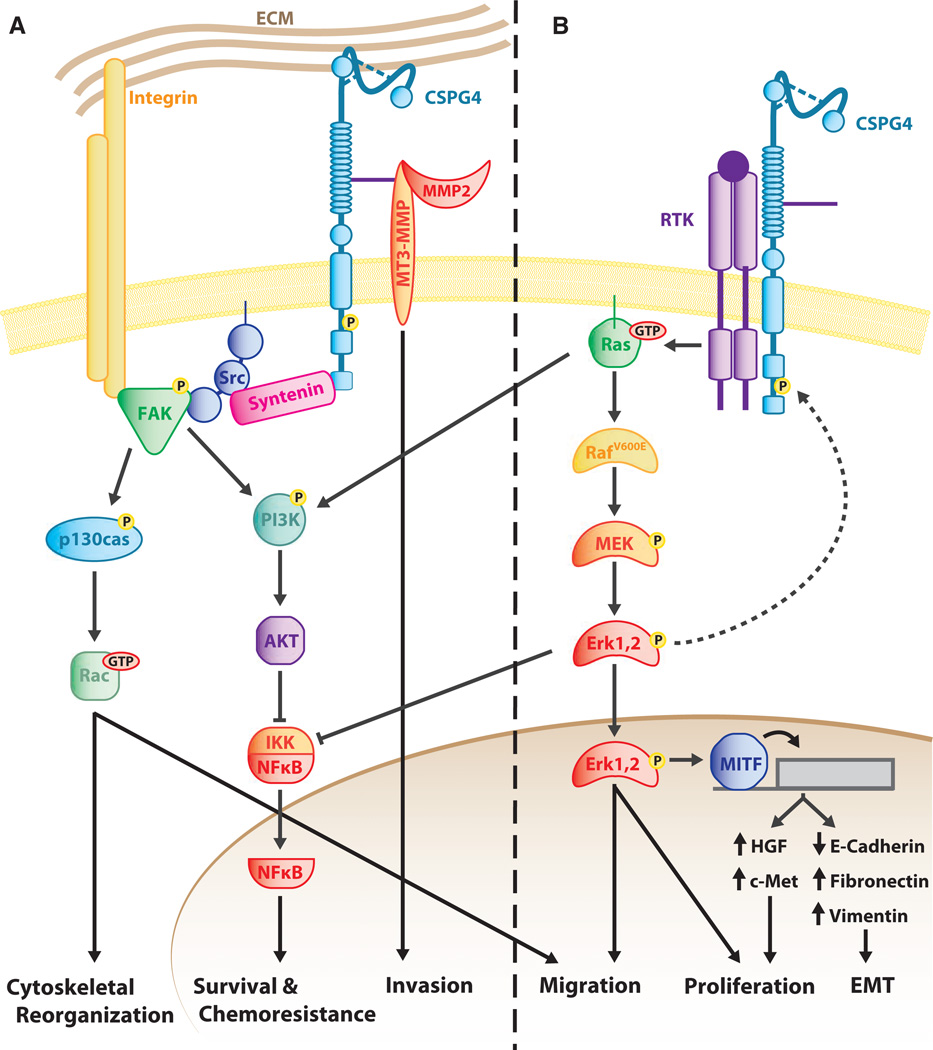 A
ECM
B
Integrin
CSPG4
CSPG4
MMP2
MT3-MMP
RTK
P
GTP
Ras
Src
P
P
Syntenin
FAK
Raf V600E
P
PI3K
P
p130cas
MEK
P
AKT
Erk1,2
P
GTP
Rac
IKK
NFκB
Erk1,2
P
MITF
HGF
E-Cadherin
NFκB
c-Met
Fibronectin
Vimentin
Cytoskeletal
Reorganization
Survival &
Chemoresistance
Invasion
Migration
Proliferation
EMT